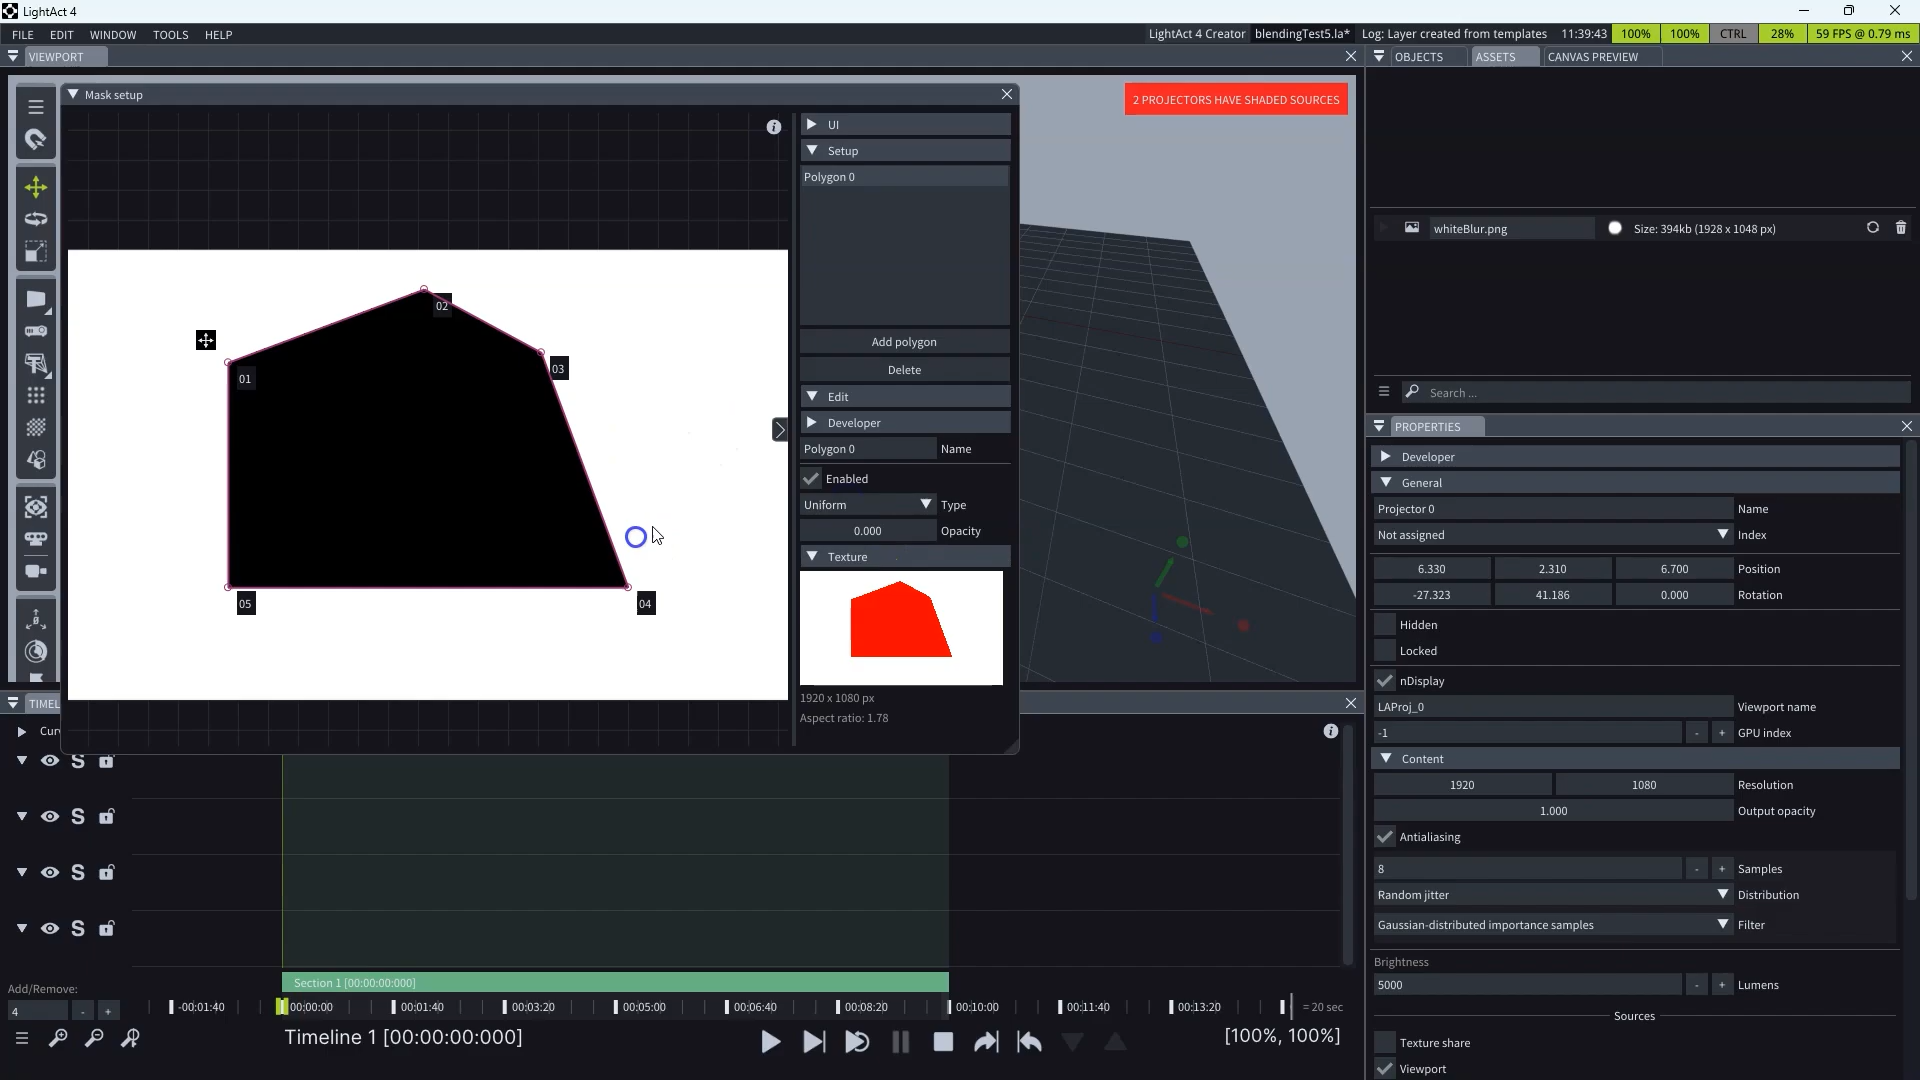 LightAct 4
FILE EDIT WINDOW TOOLS HELP
LightAct 4 Creator blendingTest5.la* Log: Layer created from templates 11:39:43 100% 100% CTRL 28% 59 FPS @ 0.79 ms
VIEWPORT
Mask setup
01
02
03
04
05
UI
Setup
Polygon 0
Add polygon
Delete
Edit
Developer
Polygon 0 Name
Enabled
Uniform Type
0.000 Opacity
Texture
1920 x 1080 px
Aspect ratio: 1.78
2 PROJECTORS HAVE SHADED SOURCES
OBJECTS ASSETS CANVAS PREVIEW
whiteBlur.png Size: 394kb (1928 x 1048 px)
Search ...
PROPERTIES
Developer
General
Projector 0 Name
Not assigned Index
6.330 2.310 6.700 Position
-27.323 41.186 0.000 Rotation
Hidden
Locked
nDisplay
LAProj_0 Viewport name
-1 - + GPU index
Content
1920 1080 Resolution
1.000 Output opacity
Antialiasing
8 - + Samples
Random jitter Distribution
Gaussian-distributed importance samples Filter
Brightness
5000 - + Lumens
Sources
Texture share
Viewport
TIMEL
Cur
S
S
S
S
Section 1 [00:00:00:000]
Add/Remove:
4 - +
-00:01:40 00:00:00 00:01:40 00:03:20 00:05:00 00:06:40 00:08:20 00:10:00 00:11:40 00:13:20 = 20 sec
Timeline 1 [00:00:00:000]
[100%, 100%]